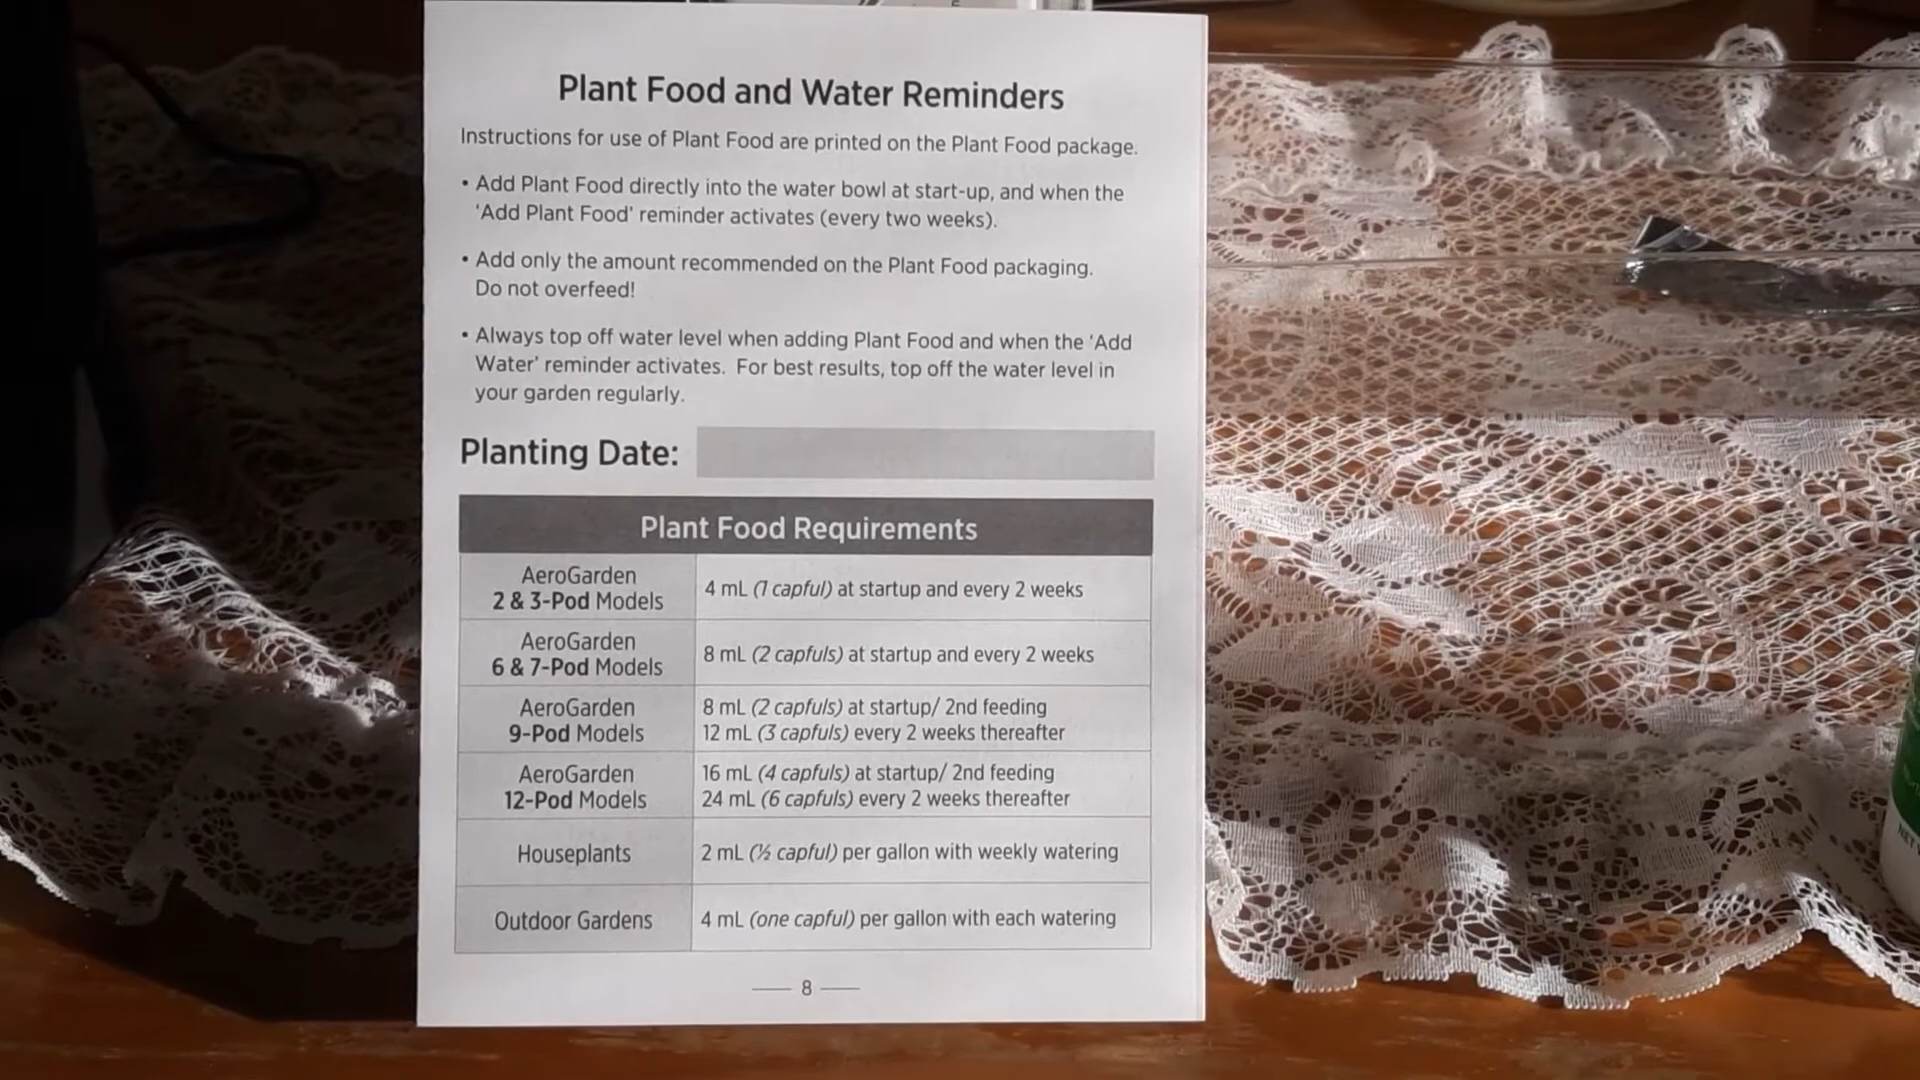 Plant Food and Water Reminders
Instructions for use of Plant Food are printed on the Plant Food package.
• Add Plant Food directly into the water bowl at start-up, and when the
'Add Plant Food' reminder activates (every two weeks).
• Add only the amount recommended on the Plant Food packaging.
Do not overfeed!
• Always top off water level when adding Plant Food and when the 'Add
Water' reminder activates. For best results, top off the water level in
your garden regularly.
Planting Date:
Plant Food Requirements
AeroGarden
2 & 3-Pod Models
4 mL (1 capful) at startup and every 2 weeks
AeroGarden
6 & 7-Pod Models
8 mL (2 capfuls) at startup and every 2 weeks
AeroGarden
9-Pod Models
8 mL (2 capfuls) at startup/ 2nd feeding
12 mL (3 capfuls) every 2 weeks thereafter
AeroGarden
12-Pod Models
16 mL (4 capfuls) at startup/ 2nd feeding
24 mL (6 capfuls) every 2 weeks thereafter
Houseplants
2 mL (½ capful) per gallon with weekly watering
Outdoor Gardens
4 mL (one capful) per gallon with each watering
8
NET